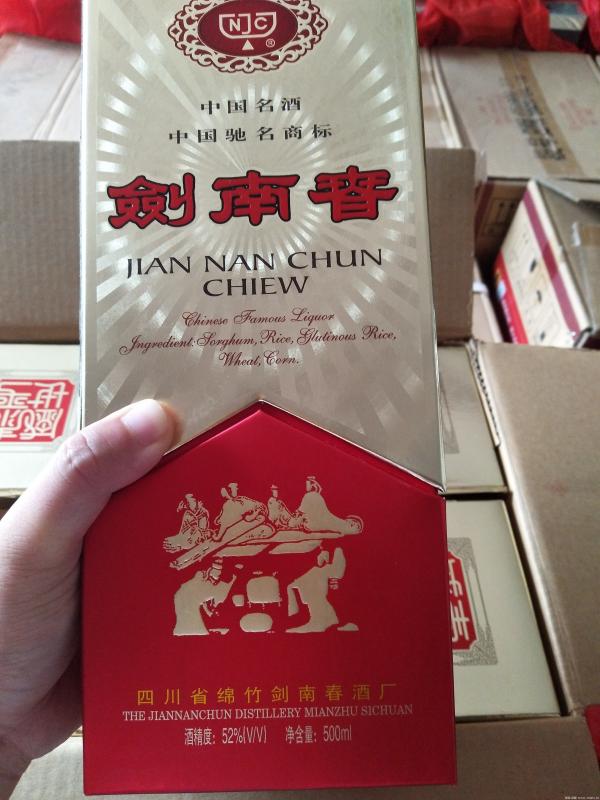 NJC
®
中国名酒
中国驰名商标
劍南春
JIAN NAN CHUN
CHIEW
Chinese Famous Liquor
Ingredient:Sorghum,Rice,Glutinous Rice,
Wheat,Corn.
四川省绵竹剑南春酒厂
THE JIANNANCHUN DISTILLERY MIANZHU SICHUAN
酒精度：52%(V/V) 净含量：500ml